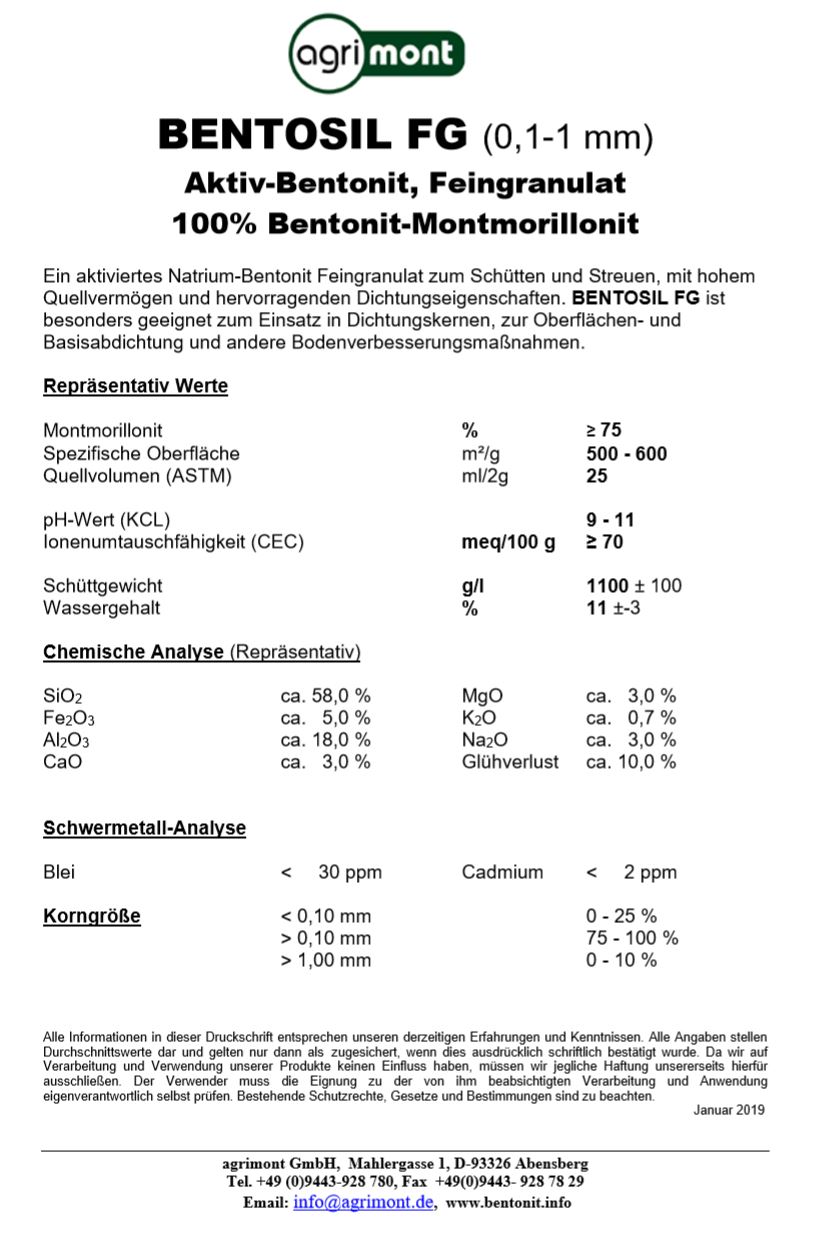 agrimont
BENTOSIL FG (0,1-1 mm)
Aktiv-Bentonit, Feingranulat
100% Bentonit-Montmorillonit
Ein aktiviertes Natrium-Bentonit Feingranulat zum Schütten und Streuen, mit hohem
Quellvermögen und hervorragenden Dichtungseigenschaften. BENTOSIL FG ist
besonders geeignet zum Einsatz in Dichtungskernen, zur Oberflächen- und
Basisabdichtung und andere Bodenverbesserungsmaßnahmen.
Repräsentativ Werte
Montmorillonit % ≥ 75
Spezifische Oberfläche m²/g 500 - 600
Quellvolumen (ASTM) ml/2g 25
pH-Wert (KCL) 9 - 11
Ionenumtauschfähigkeit (CEC) meq/100 g ≥ 70
Schüttgewicht g/l 1100 ± 100
Wassergehalt % 11 ±-3
Chemische Analyse (Repräsentativ)
SiO₂ ca. 58,0 % MgO ca. 3,0 %
Fe₂O₃ ca. 5,0 % K₂O ca. 0,7 %
Al₂O₃ ca. 18,0 % Na₂O ca. 3,0 %
CaO ca. 3,0 % Glühverlust ca. 10,0 %
Schwermetall-Analyse
Blei < 30 ppm Cadmium < 2 ppm
Korngröße < 0,10 mm 0 - 25 %
> 0,10 mm 75 - 100 %
> 1,00 mm 0 - 10 %
Alle Informationen in dieser Druckschrift entsprechen unseren derzeitigen Erfahrungen und Kenntnissen. Alle Angaben stellen
Durchschnittswerte dar und gelten nur dann als zugesichert, wenn dies ausdrücklich schriftlich bestätigt wurde. Da wir auf
Verarbeitung und Verwendung unserer Produkte keinen Einfluss haben, müssen wir jegliche Haftung unsererseits hierfür
ausschließen. Der Verwender muss die Eignung zu der von ihm beabsichtigten Verarbeitung und Anwendung
eigenverantwortlich selbst prüfen. Bestehende Schutzrechte, Gesetze und Bestimmungen sind zu beachten.
Januar 2019
agrimont GmbH, Mahlergasse 1, D-93326 Abensberg
Tel. +49 (0)9443-928 780, Fax +49(0)9443- 928 78 29
Email: info@agrimont.de, www.bentonit.info